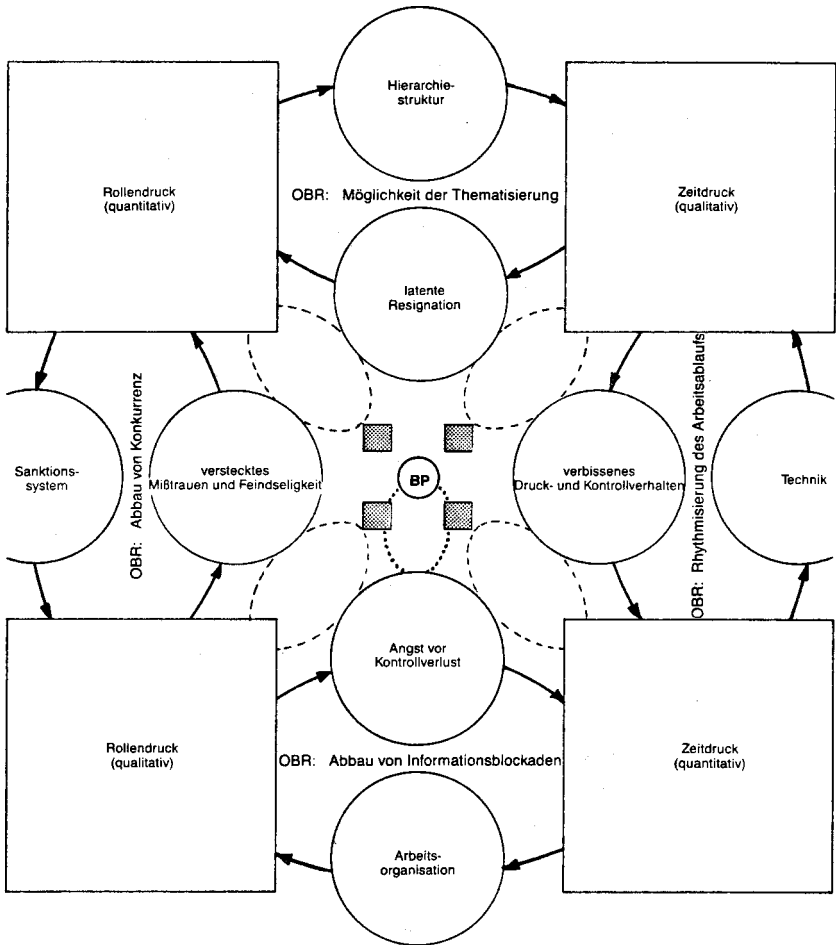 Hierarchie-
struktur
Rollendruck
(quantitativ)
OBR: Möglichkeit der Thematisierung
Zeitdruck
(qualitativ)
latente
Resignation
Sanktions-
system
OBR: Abbau von Konkurrenz
verstecktes
Mißtrauen und Feindseligkeit
BP
verbissenes
Druck- und Kontrollverhalten
OBR: Rhythmisierung des Arbeitsablaufs
Technik
Angst vor
Kontrollverlust
Rollendruck
(qualitativ)
OBR: Abbau von Informationsblockaden
Zeitdruck
(quantitativ)
Arbeits-
organisation